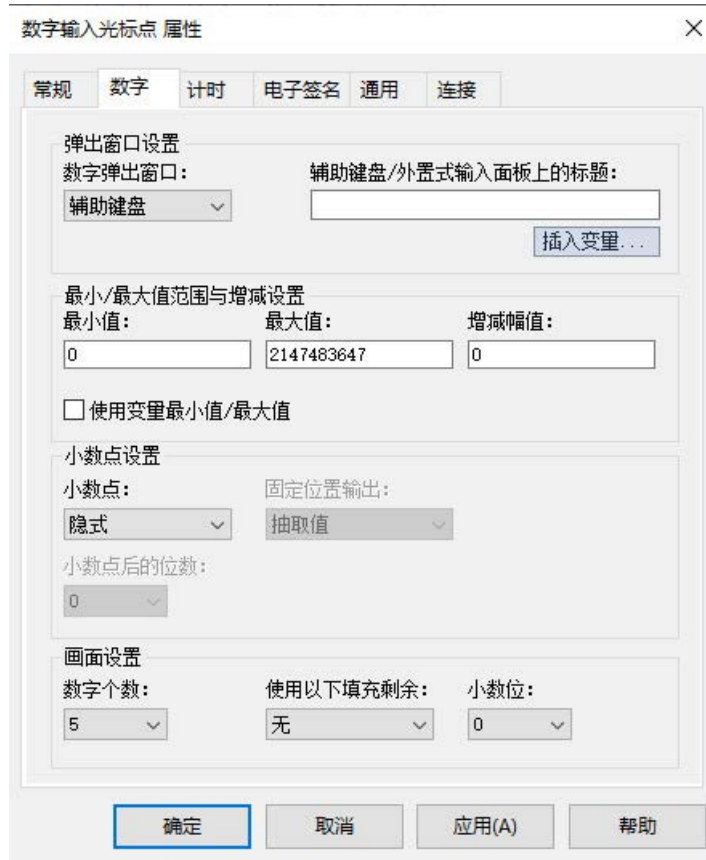 数字输入光标点 属性
常规 数字 计时 电子签名 通用 连接
弹出窗口设置
数字弹出窗口: 辅助键盘/外置式输入面板上的标题:
辅助键盘
插入变量...
最小/最大值范围与增减设置
最小值: 最大值: 增减幅值:
0 2147483647 0
使用变量最小值/最大值
小数点设置
小数点: 固定位置输出:
隐式 抽取值
小数点后的位数:
0
画面设置
数字个数: 使用以下填充剩余: 小数位:
5 无 0
确定 取消 应用(A) 帮助